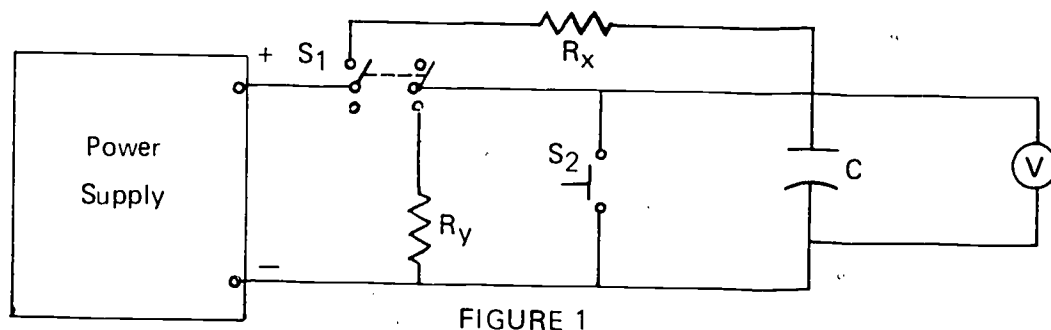 +
S1
Rx
Power
Supply
S2
C
V
Ry
−
FIGURE 1